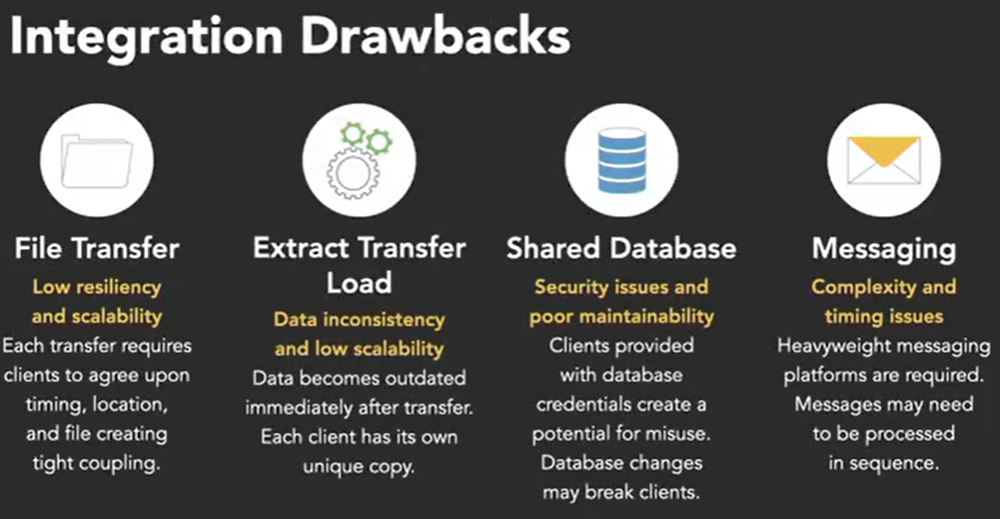 Integration Drawbacks
File Transfer
Low resiliency
and scalability
Each transfer requires
clients to agree upon
timing, location,
and file creating
tight coupling.
Extract Transfer
Load
Data inconsistency
and low scalability
Data becomes outdated
immediately after transfer.
Each client has its own
unique copy.
Shared Database
Security issues and
poor maintainability
Clients provided
with database
credentials create a
potential for misuse.
Database changes
may break clients.
Messaging
Complexity and
timing issues
Heavyweight messaging
platforms are required.
Messages may need
to be processed
in sequence.